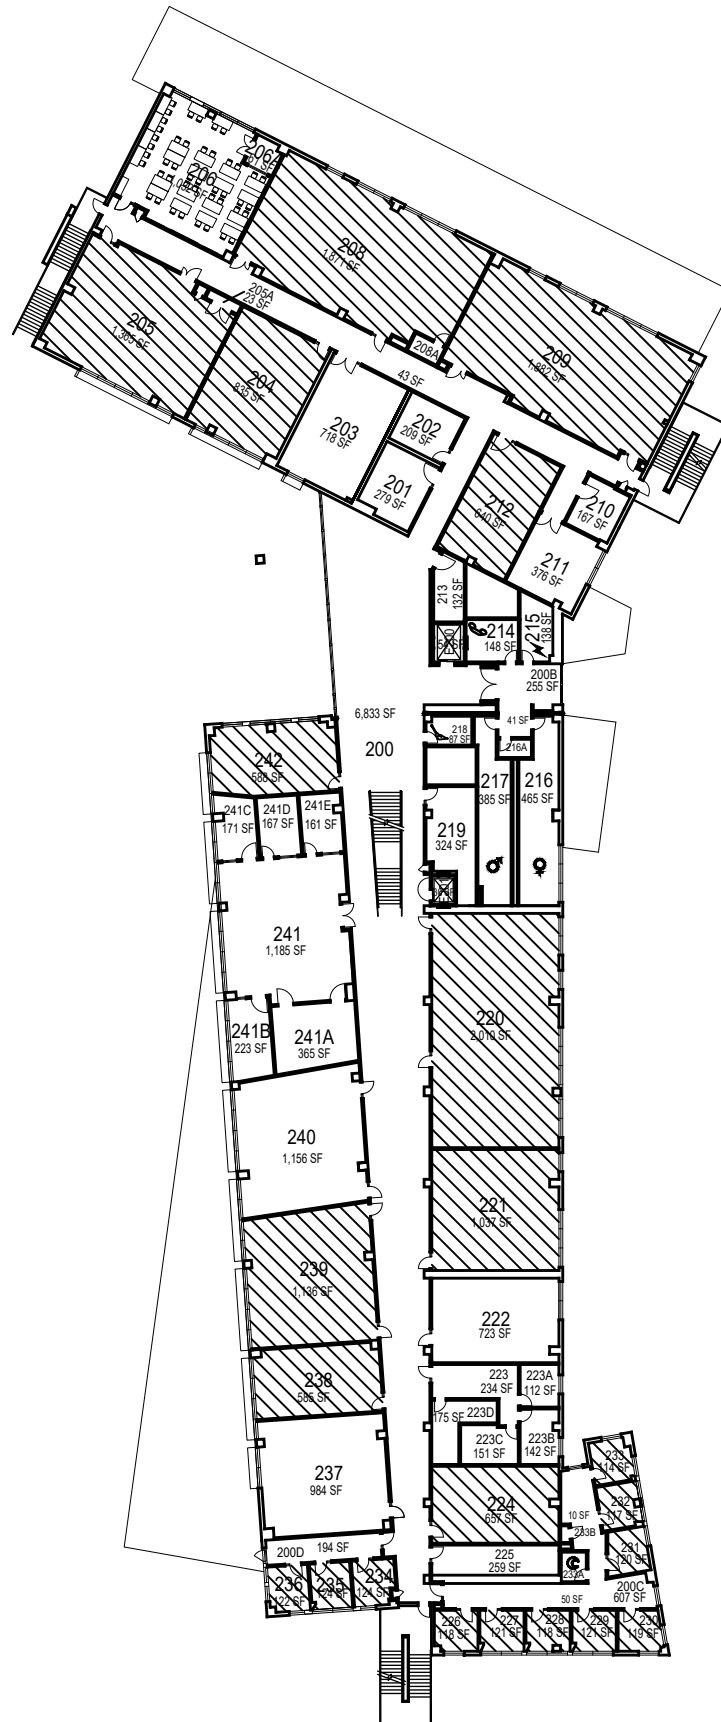 206A
206
1,092 SF
208
1,871 SF
205A
23 SF
205
1,365 SF
208A
209
1,882 SF
204
835 SF
43 SF
203
718 SF
202
209 SF
201
279 SF
212
640 SF
210
167 SF
211
376 SF
213
132 SF
214
148 SF
215
138 SF
200B
255 SF
6,833 SF
200
41 SF
218
87 SF
216A
242
588 SF
217
385 SF
216
465 SF
241C
171 SF
241D
167 SF
241E
161 SF
219
324 SF
241
1,185 SF
220
2,010 SF
241B
223 SF
241A
365 SF
240
1,156 SF
221
1,037 SF
239
1,136 SF
222
723 SF
223
234 SF
223A
112 SF
238
585 SF
175 SF
223D
223C
151 SF
223B
142 SF
237
984 SF
233
114 SF
224
657 SF
232
117 SF
10 SF
233B
231
120 SF
194 SF
200D
225
259 SF
233A
200C
607 SF
236
122 SF
235
124 SF
234
124 SF
50 SF
226
118 SF
227
121 SF
228
118 SF
229
121 SF
230
119 SF